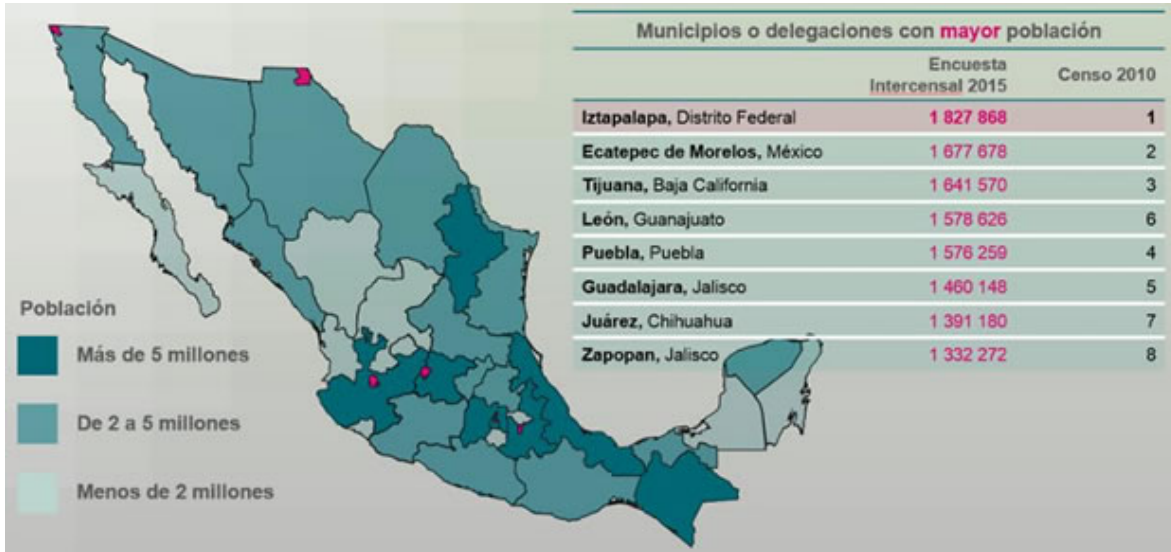 Municipios o delegaciones con mayor población
Encuesta
Intercensal 2015
Censo 2010
Iztapalapa, Distrito Federal 1 827 868 1
Ecatepec de Morelos, México 1 677 678 2
Tijuana, Baja California 1 641 570 3
León, Guanajuato 1 578 626 6
Puebla, Puebla 1 576 259 4
Guadalajara, Jalisco 1 460 148 5
Juárez, Chihuahua 1 391 180 7
Zapopan, Jalisco 1 332 272 8
Población
Más de 5 millones
De 2 a 5 millones
Menos de 2 millones